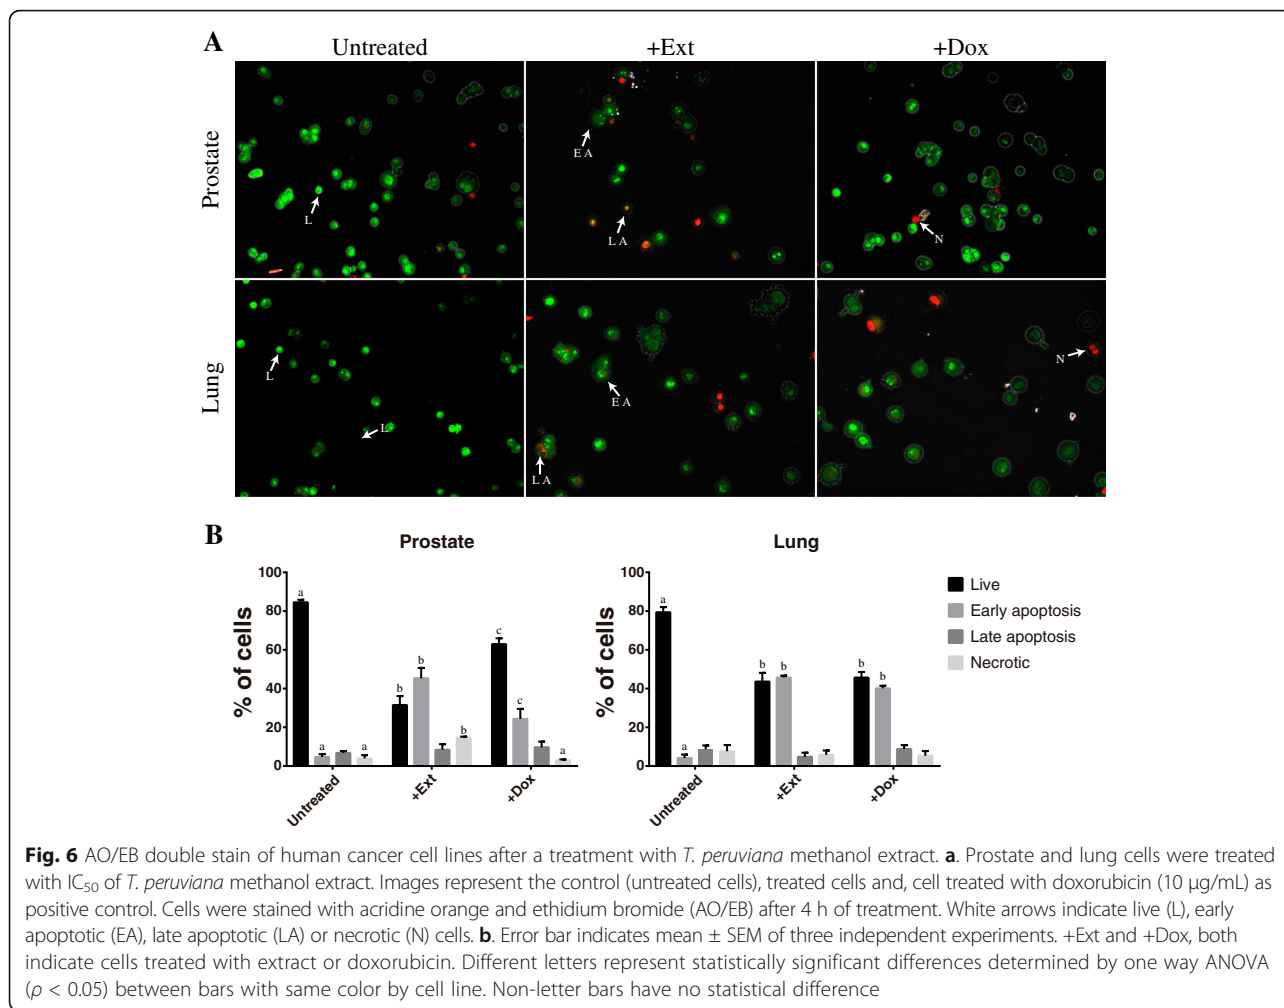 A
Untreated
+Ext
+Dox
Prostate
L
E A
L A
N
Lung
L
L
E A
L A
N
B
Prostate
% of cells
100
80
60
40
20
0
a
a
a
b
b
b
c
c
a
Untreated
+Ext
+Dox
Lung
% of cells
100
80
60
40
20
0
a
a
b
b
b
b
Untreated
+Ext
+Dox
Live
Early apoptosis
Late apoptosis
Necrotic
Fig. 6 AO/EB double stain of human cancer cell lines after a treatment with T. peruviana methanol extract. a. Prostate and lung cells were treated
with IC50 of T. peruviana methanol extract. Images represent the control (untreated cells), treated cells and, cell treated with doxorubicin (10 μg/mL) as
positive control. Cells were stained with acridine orange and ethidium bromide (AO/EB) after 4 h of treatment. White arrows indicate live (L), early
apoptotic (EA), late apoptotic (LA) or necrotic (N) cells. b. Error bar indicates mean ± SEM of three independent experiments. +Ext and +Dox, both
indicate cells treated with extract or doxorubicin. Different letters represent statistically significant differences determined by one way ANOVA
(p < 0.05) between bars with same color by cell line. Non-letter bars have no statistical difference